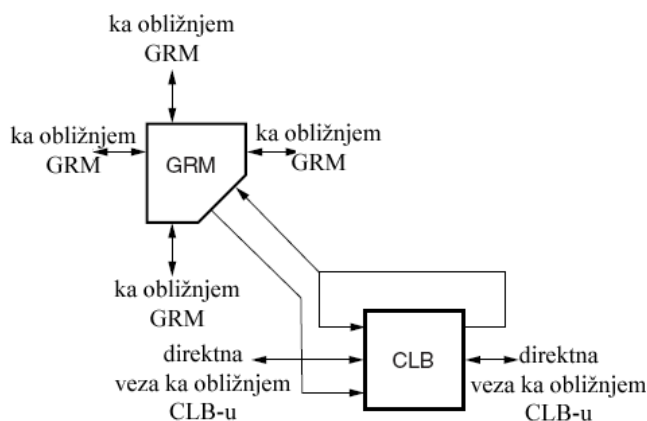 ka obližnjem
GRM
ka obližnjem
GRM
GRM
ka obližnjem
GRM
ka obližnjem
GRM
direktna
veza ka obližnjem
CLB-u
CLB
direktna
veza ka obližnjem
CLB-u